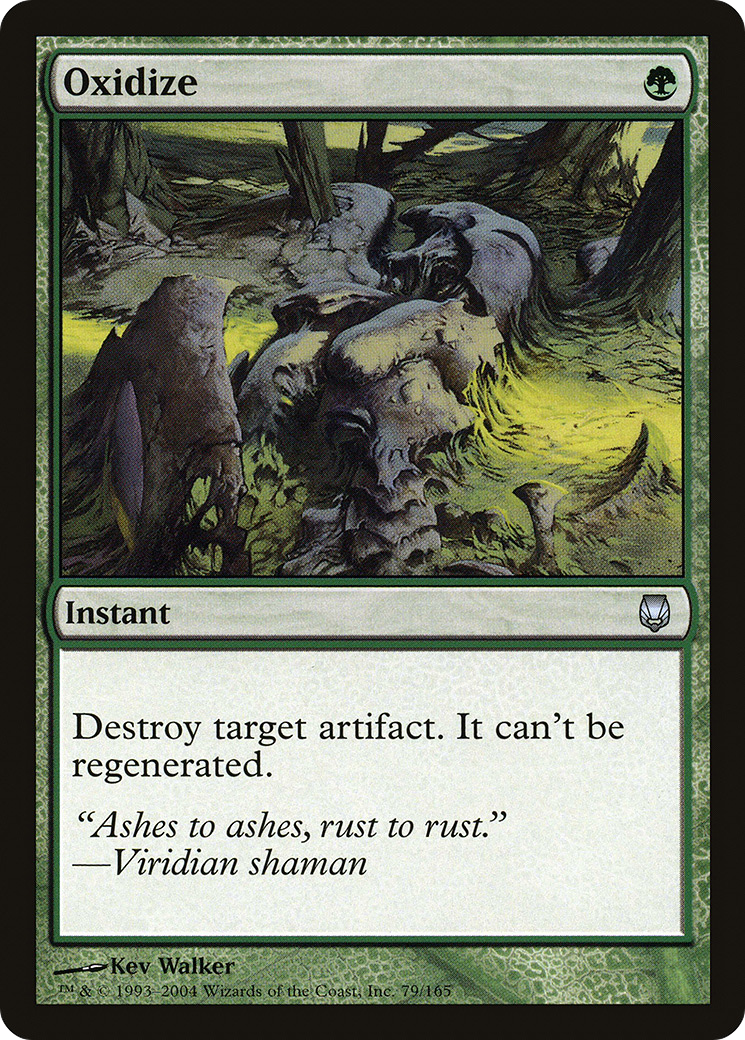 Oxidize
Instant
Destroy target artifact. It can't be
regenerated.
“Ashes to ashes, rust to rust.”
—Viridian shaman
Kev Walker
™ & © 1993–2004 Wizards of the Coast, Inc. 79/165